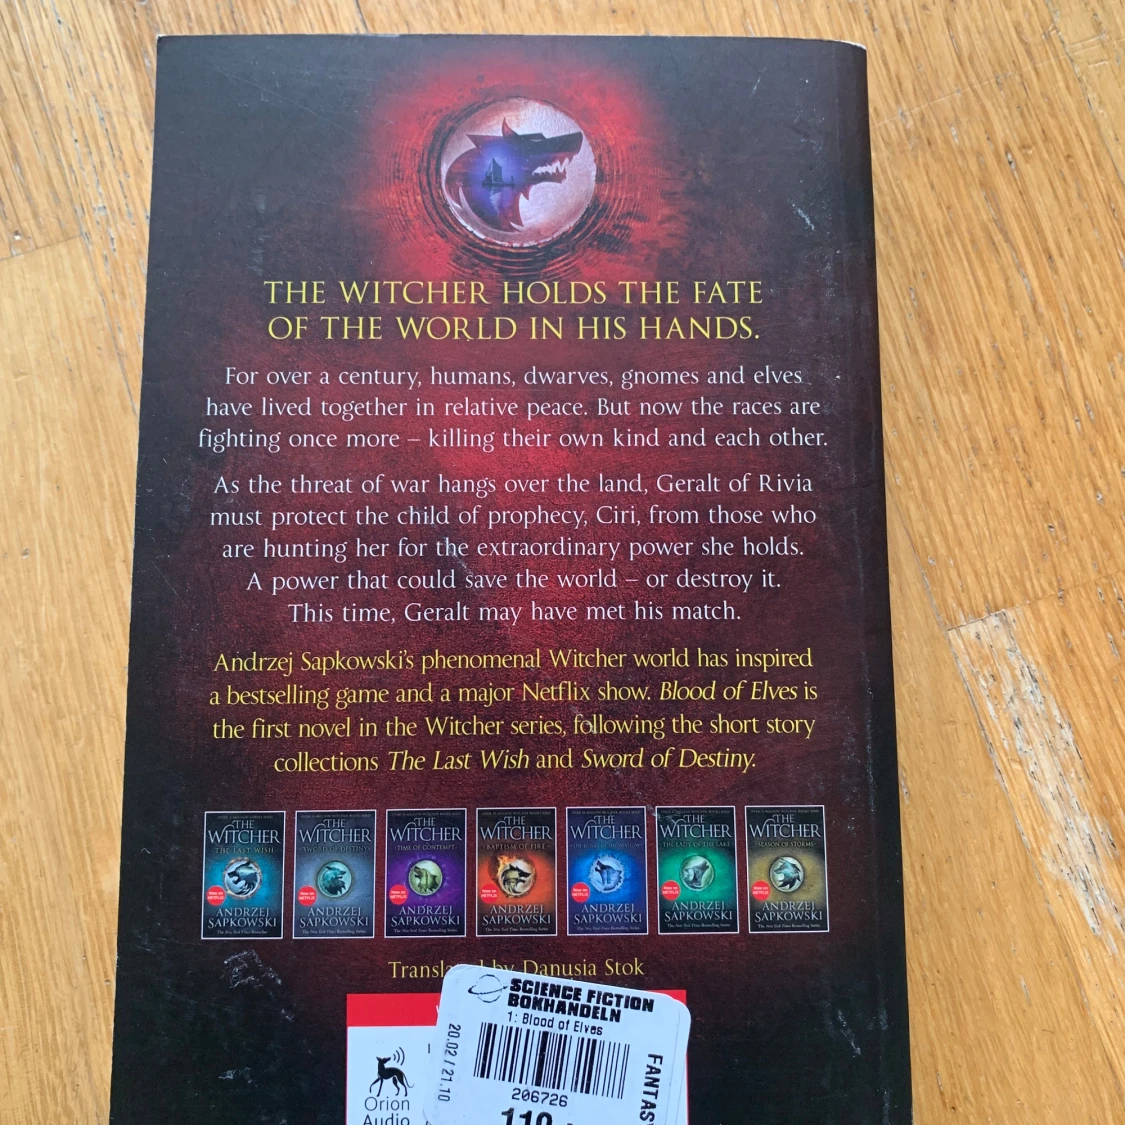 THE WITCHER HOLDS THE FATE
OF THE WORLD IN HIS HANDS.
For over a century, humans, dwarves, gnomes and elves
have lived together in relative peace. But now the races are
fighting once more – killing their own kind and each other.
As the threat of war hangs over the land, Geralt of Rivia
must protect the child of prophecy, Ciri, from those who
are hunting her for the extraordinary power she holds.
A power that could save the world – or destroy it.
This time, Geralt may have met his match.
Andrzej Sapkowski's phenomenal Witcher world has inspired
a bestselling game and a major Netflix show. Blood of Elves is
the first novel in the Witcher series, following the short story
collections The Last Wish and Sword of Destiny.
THE WITCHER
THE LAST WISH
ANDRZEJ
SAPKOWSKI
THE WITCHER
SWORD OF DESTINY
ANDRZEJ
SAPKOWSKI
THE WITCHER
TIME OF CONTEMPT
ANDRZEJ
SAPKOWSKI
THE WITCHER
BAPTISM OF FIRE
ANDRZEJ
SAPKOWSKI
THE WITCHER
ANDRZEJ
SAPKOWSKI
THE WITCHER
THE LADY OF THE LAKE
ANDRZEJ
SAPKOWSKI
THE WITCHER
SEASON OF STORMS
ANDRZEJ
SAPKOWSKI
by Danusia Stok
SCIENCE FICTION
BOKHANDELN
1: Blood of Elves
20.02 / 21.10
206726
110
Orion
Audio